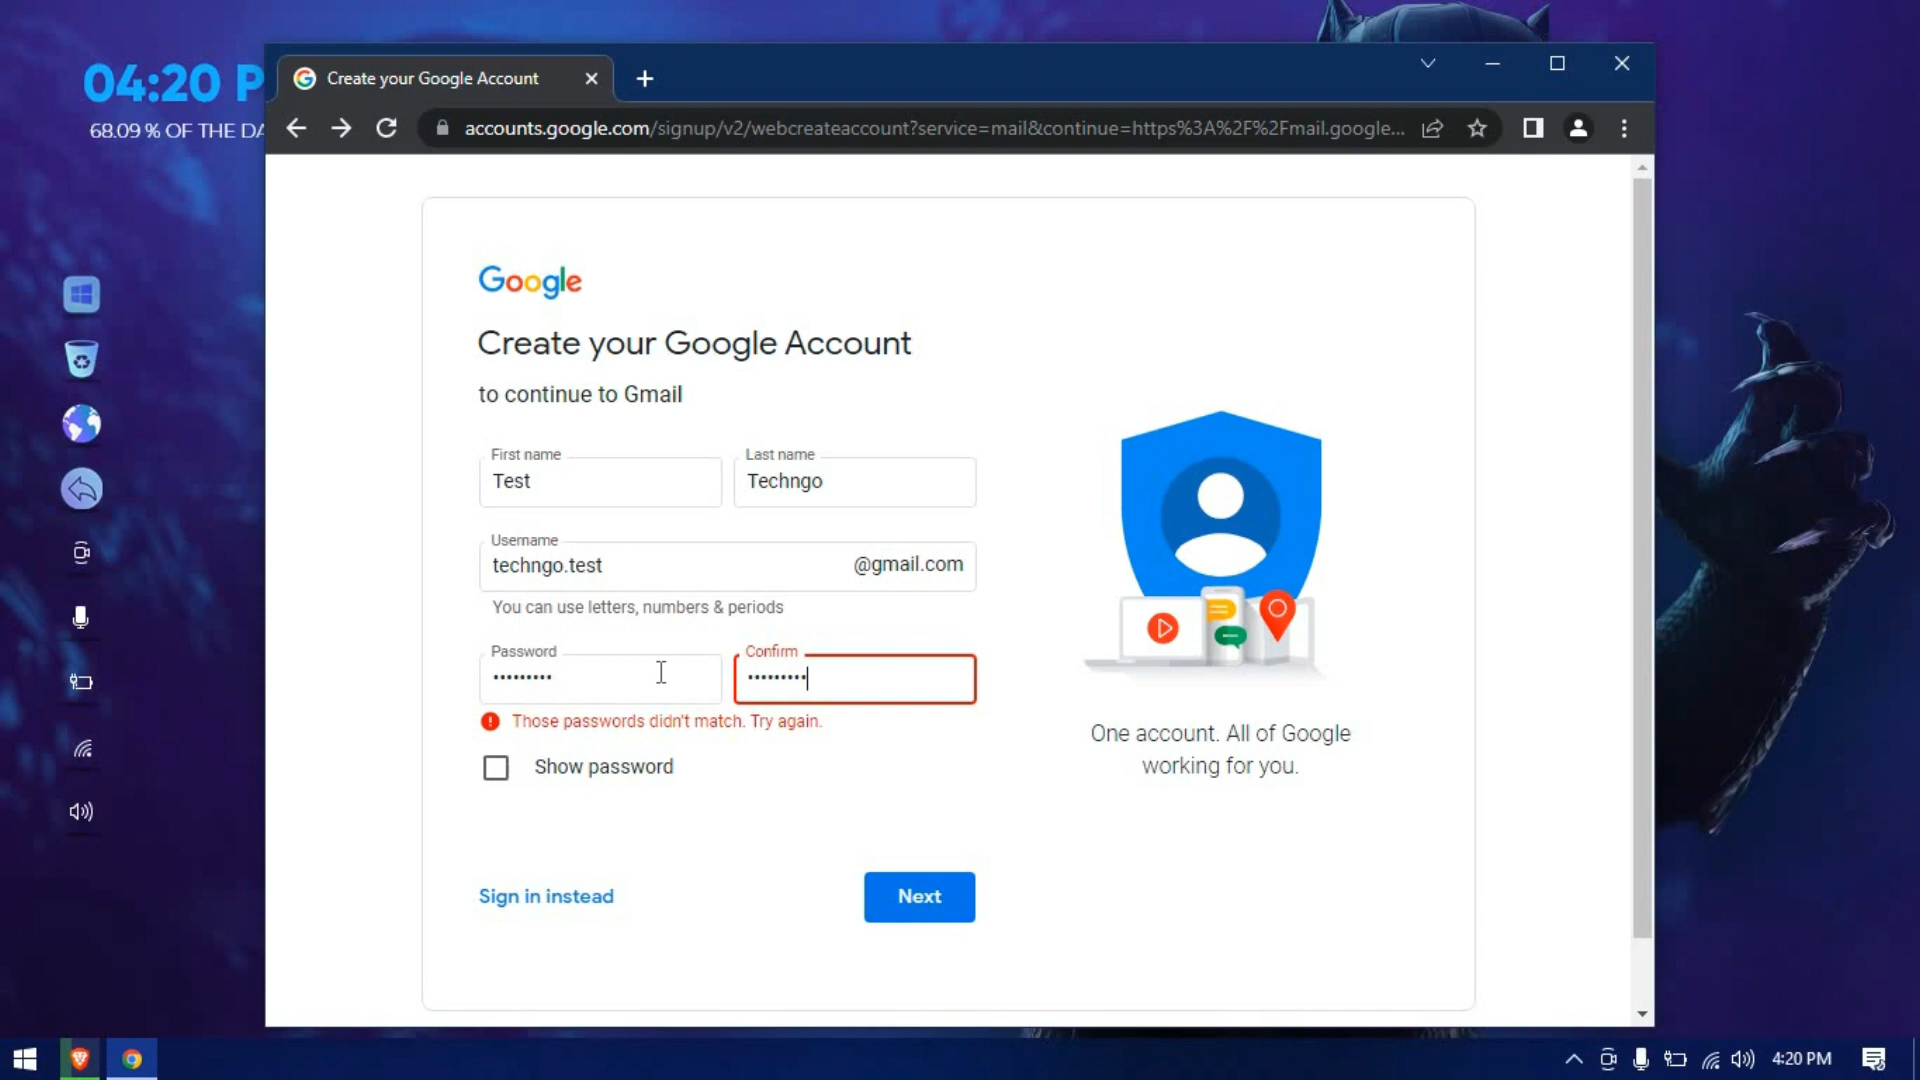 04:20 P
68.09 % OF THE DA
Create your Google Account
accounts.google.com/signup/v2/webcreateaccount?service=mail&continue=https%3A%2F%2Fmail.google...
Google
Create your Google Account
to continue to Gmail
First name
Last name
Test
Techngo
Username
techngo.test
@gmail.com
You can use letters, numbers & periods
Password
Confirm
•••••••••
•••••••••
Those passwords didn't match. Try again.
Show password
One account. All of Google
working for you.
Sign in instead
Next
4:20 PM